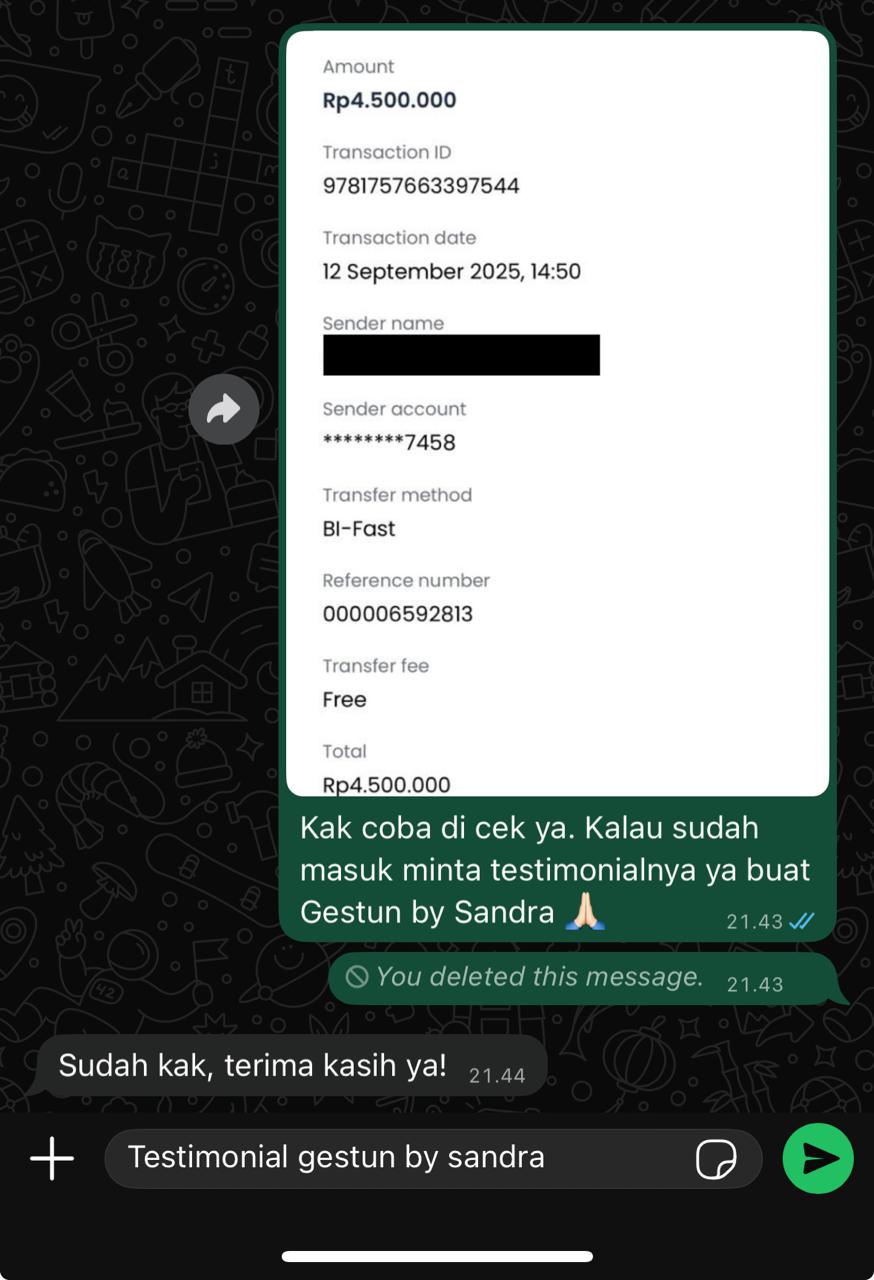 Amount
Rp4.500.000
Transaction ID
9781757663397544
Transaction date
12 September 2025, 14:50
Sender name
Sender account
********7458
Transfer method
BI-Fast
Reference number
000006592813
Transfer fee
Free
Total
Rp4.500.000
Kak coba di cek ya. Kalau sudah
masuk minta testimonialnya ya buat
Gestun by Sandra 🙏🏻
21.43
You deleted this message. 21.43
Sudah kak, terima kasih ya! 21.44
Testimonial gestun by sandra